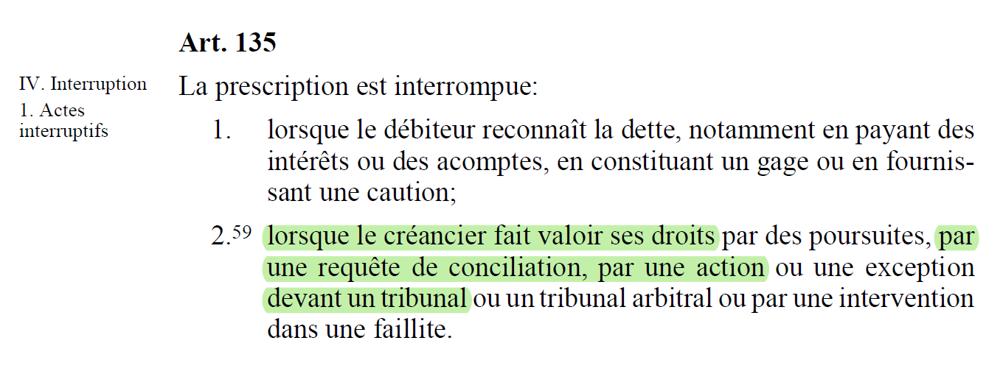 Art. 135
IV. Interruption
1. Actes
interruptifs
La prescription est interrompue:
1. lorsque le débiteur reconnaît la dette, notamment en payant des
intérêts ou des acomptes, en constituant un gage ou en fournis-
sant une caution;
2.59 lorsque le créancier fait valoir ses droits par des poursuites, par
une requête de conciliation, par une action ou une exception
devant un tribunal ou un tribunal arbitral ou par une intervention
dans une faillite.